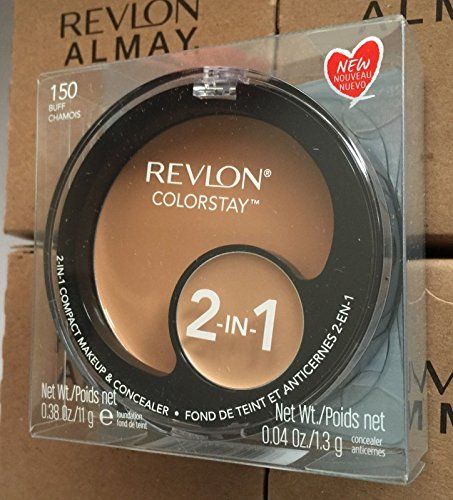 REVLON
ALMAY.
150
BUFF
CHAMOIS
NEW
NOUVEAU
NUEVO
REVLON®
COLORSTAY™
2-IN-1
2-IN-1 COMPACT MAKEUP & CONCEALER • FOND DE TEINT ET ANTICERNES 2-EN-1
Net Wt./Poids net
0.38 Oz/11 g e foundation
fond de teint
Net Wt./Poids net
0.04 Oz./1.3 g concealer
anticernes